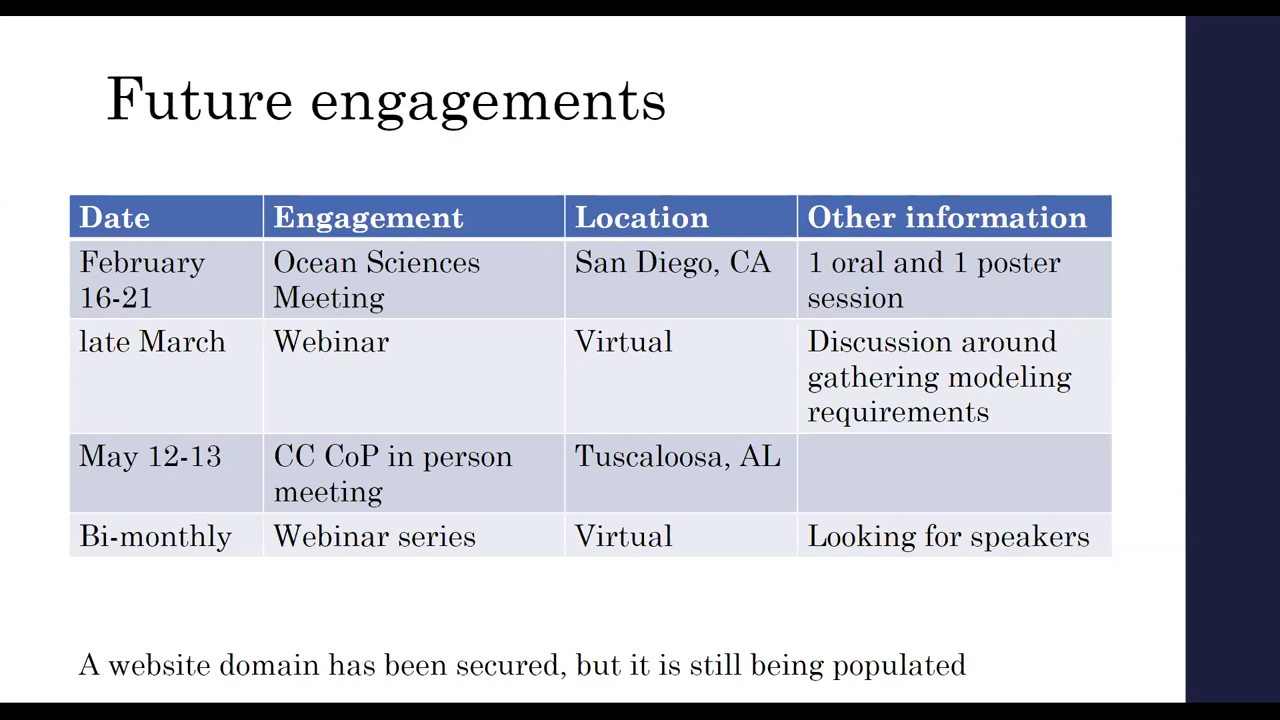 Future engagements
Date Engagement Location Other information
February Ocean Sciences San Diego, CA 1 oral and 1 poster
16-21 Meeting session
late March Webinar Virtual Discussion around
gathering modeling
requirements
May 12-13 CC CoP in person Tuscaloosa, AL
meeting
Bi-monthly Webinar series Virtual Looking for speakers
A website domain has been secured, but it is still being populated